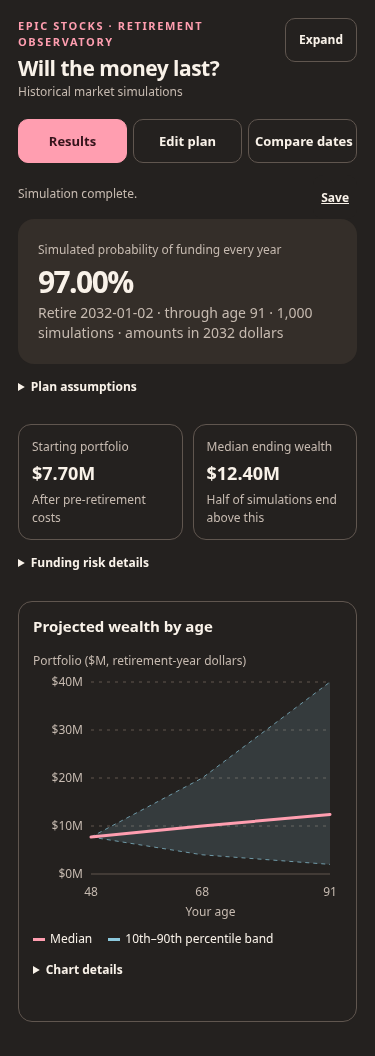 EPIC STOCKS · RETIREMENT
OBSERVATORY
Expand
Will the money last?
Historical market simulations
Results
Edit plan
Compare dates
Simulation complete.
Save
Simulated probability of funding every year
97.00%
Retire 2032-01-02 · through age 91 · 1,000
simulations · amounts in 2032 dollars
Plan assumptions
Starting portfolio
$7.70M
After pre-retirement
costs
Median ending wealth
$12.40M
Half of simulations end
above this
Funding risk details
Projected wealth by age
Portfolio ($M, retirement-year dollars)
$40M
$30M
$20M
$10M
$0M
48 68 91
Your age
Median 10th–90th percentile band
Chart details